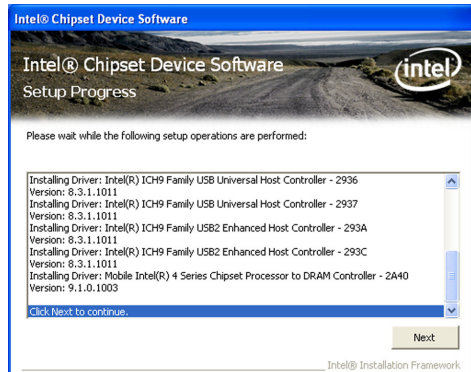 Intel® Chipset Device Software
Intel® Chipset Device Software
intel
Setup Progress
Please wait while the following setup operations are performed:
Installing Driver: Intel(R) ICH9 Family USB Universal Host Controller - 2936
Version: 8.3.1.1011
Installing Driver: Intel(R) ICH9 Family USB Universal Host Controller - 2937
Version: 8.3.1.1011
Installing Driver: Intel(R) ICH9 Family USB2 Enhanced Host Controller - 293A
Version: 8.3.1.1011
Installing Driver: Intel(R) ICH9 Family USB2 Enhanced Host Controller - 293C
Version: 8.3.1.1011
Installing Driver: Mobile Intel(R) 4 Series Chipset Processor to DRAM Controller - 2A40
Version: 9.1.0.1003
Click Next to continue.
Next
Intel® Installation Framework